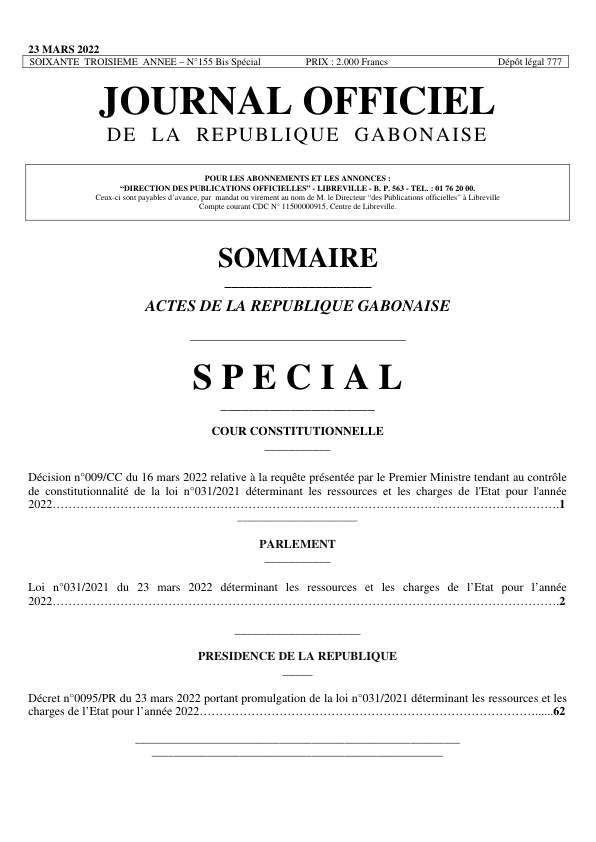 23 MARS 2022
SOIXANTE TROISIEME ANNEE – N°155 Bis Spécial PRIX : 2.000 Francs Dépôt légal 777
JOURNAL OFFICIEL
DE LA REPUBLIQUE GABONAISE
POUR LES ABONNEMENTS ET LES ANNONCES :
“DIRECTION DES PUBLICATIONS OFFICIELLES” - LIBREVILLE - B. P. 563 - TEL. : 01 76 20 00.
Ceux-ci sont payables d’avance, par mandat ou virement au nom de M. le Directeur “des Publications officielles” à Libreville
Compte courant CDC N° 11500000915, Centre de Libreville.
SOMMAIRE
ACTES DE LA REPUBLIQUE GABONAISE
S P E C I A L
COUR CONSTITUTIONNELLE
Décision n°009/CC du 16 mars 2022 relative à la requête présentée par le Premier Ministre tendant au contrôle
de constitutionnalité de la loi n°031/2021 déterminant les ressources et les charges de l'Etat pour l'année
2022……………………………………………………………………………………………………………….1
PARLEMENT
Loi n°031/2021 du 23 mars 2022 déterminant les ressources et les charges de l’Etat pour l’année
2022……………………………………………………………………………………………………………….2
PRESIDENCE DE LA REPUBLIQUE
Décret n°0095/PR du 23 mars 2022 portant promulgation de la loi n°031/2021 déterminant les ressources et les
charges de l’Etat pour l’année 2022…………………………………………………………………………......62